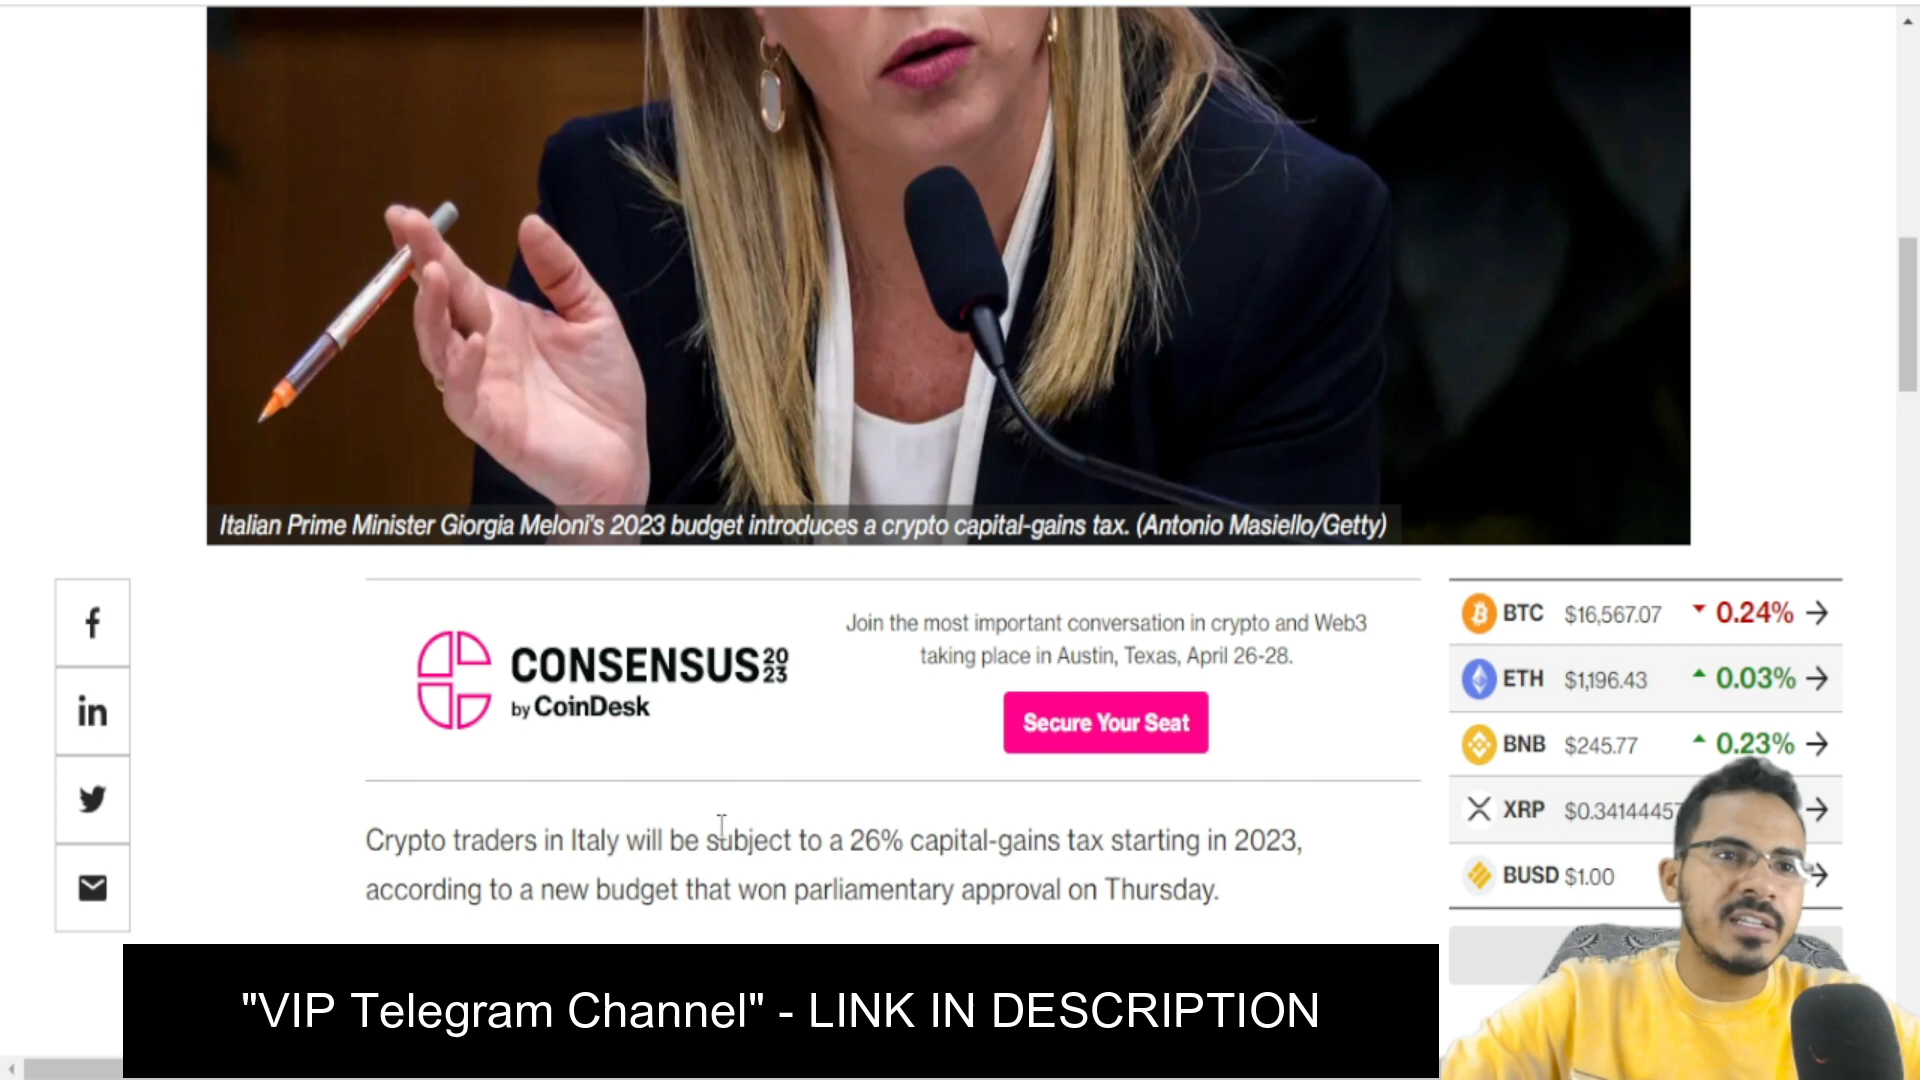 Italian Prime Minister Giorgia Meloni's 2023 budget introduces a crypto capital-gains tax. (Antonio Masiello/Getty)
f
in
CONSENSUS 2023
by CoinDesk
Join the most important conversation in crypto and Web3
taking place in Austin, Texas, April 26-28.
Secure Your Seat
BTC $16,567.07 0.24%
ETH $1,196.43 0.03%
BNB $245.77 0.23%
XRP $0.3414445
BUSD $1.00
Crypto traders in Italy will be subject to a 26% capital-gains tax starting in 2023,
according to a new budget that won parliamentary approval on Thursday.
"VIP Telegram Channel" - LINK IN DESCRIPTION